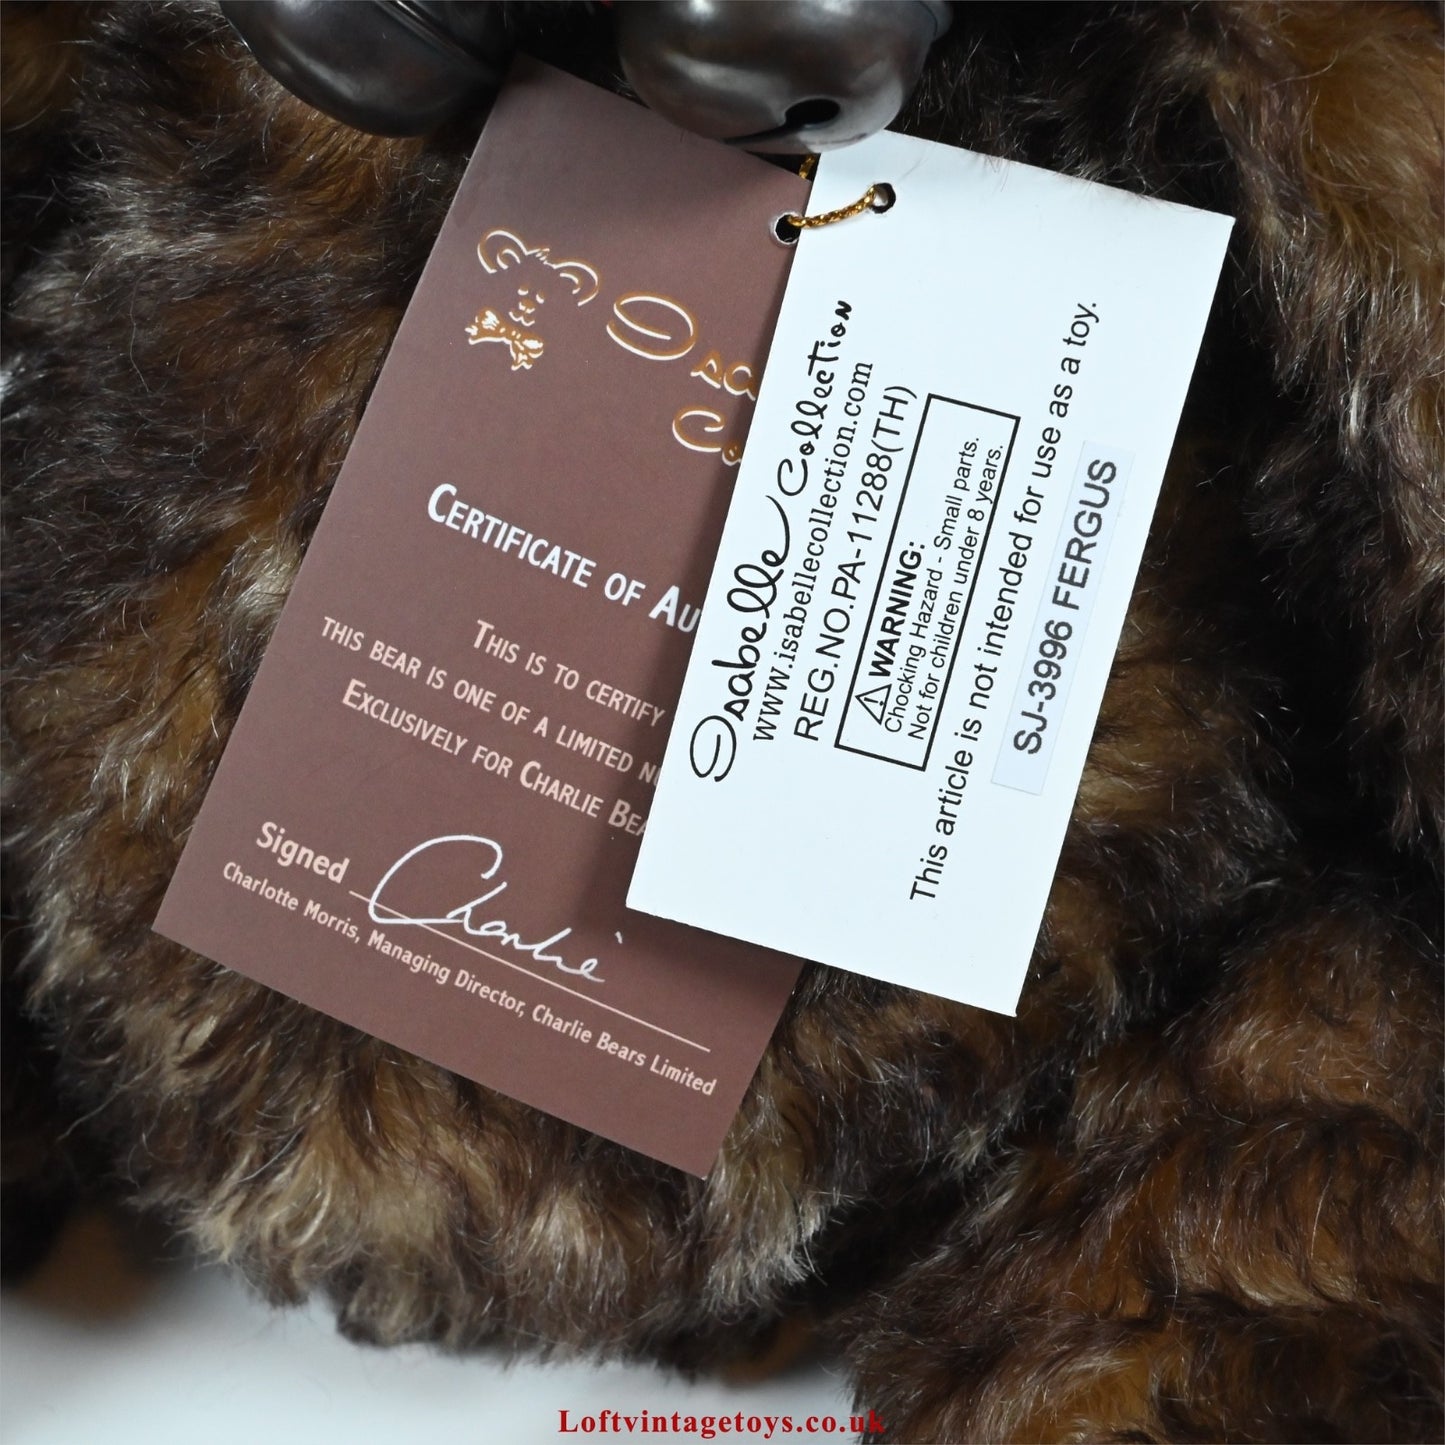 CERTIFICATE OF AU
THIS IS TO CERTIFY
THIS BEAR IS ONE OF A LIMITED
EXCLUSIVELY FOR CHARLIE BEA
Signed Charlie
Charlotte Morris, Managing Director, Charlie Bears Limited
Isabelle Collection
www.isabellecollection.com
REG.NO.PA-11288(TH)
⚠WARNING:
Chocking Hazard - Small parts.
Not for children under 8 years.
This article is not intended for use as a toy.
SJ-3996 FERGUS
Loftvintagetoys.co.uk